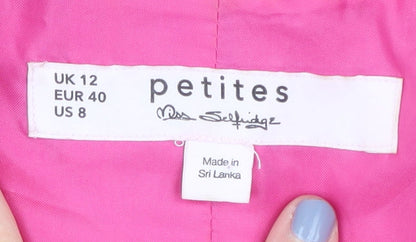 UK 12
EUR 40
US 8
petites
Miss Selfridge
Made in
Sri Lanka